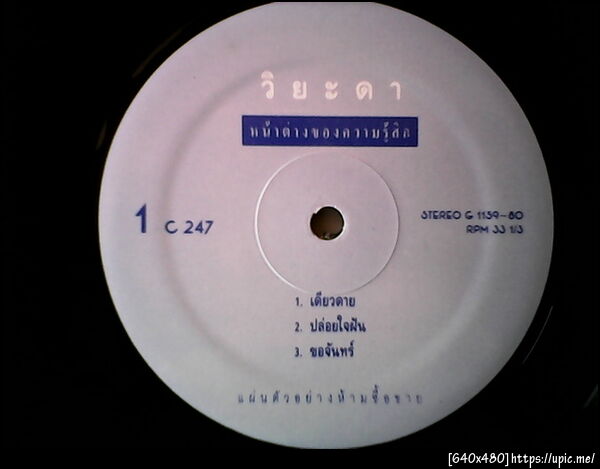 วิยะดา
หน้าต่างของความรู้สึก
1 C 247
STEREO G 1159-80
RPM 33 1/3
1. เดียวดาย
2. ปล่อยใจฝัน
3. ขอจันทร์
แผ่นตัวอย่างห้ามซื้อขาย
[640x480]https://upic.me/